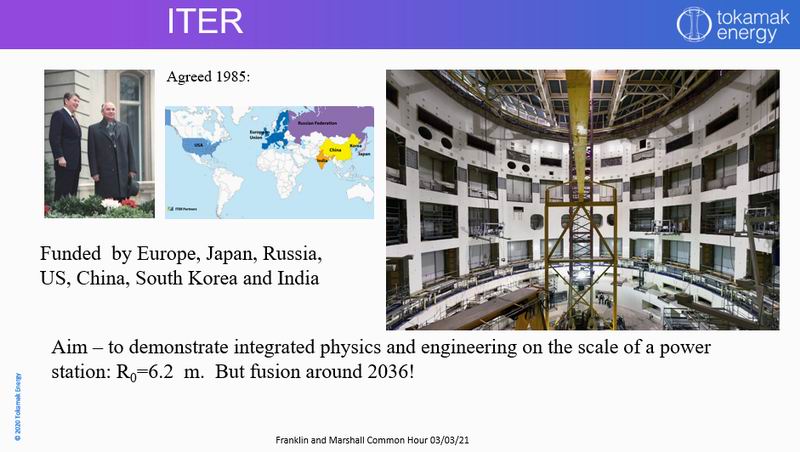 ITER
tokamak
energy
Agreed 1985:
USA
European
Union
Russian Federation
China
Korea
Japan
India
ITER Partners
Funded  by Europe, Japan, Russia,
US, China, South Korea and India
Aim – to demonstrate integrated physics and engineering on the scale of a power
station: R₀=6.2  m.  But fusion around 2036!
© 2020 Tokamak Energy
Franklin and Marshall Common Hour 03/03/21